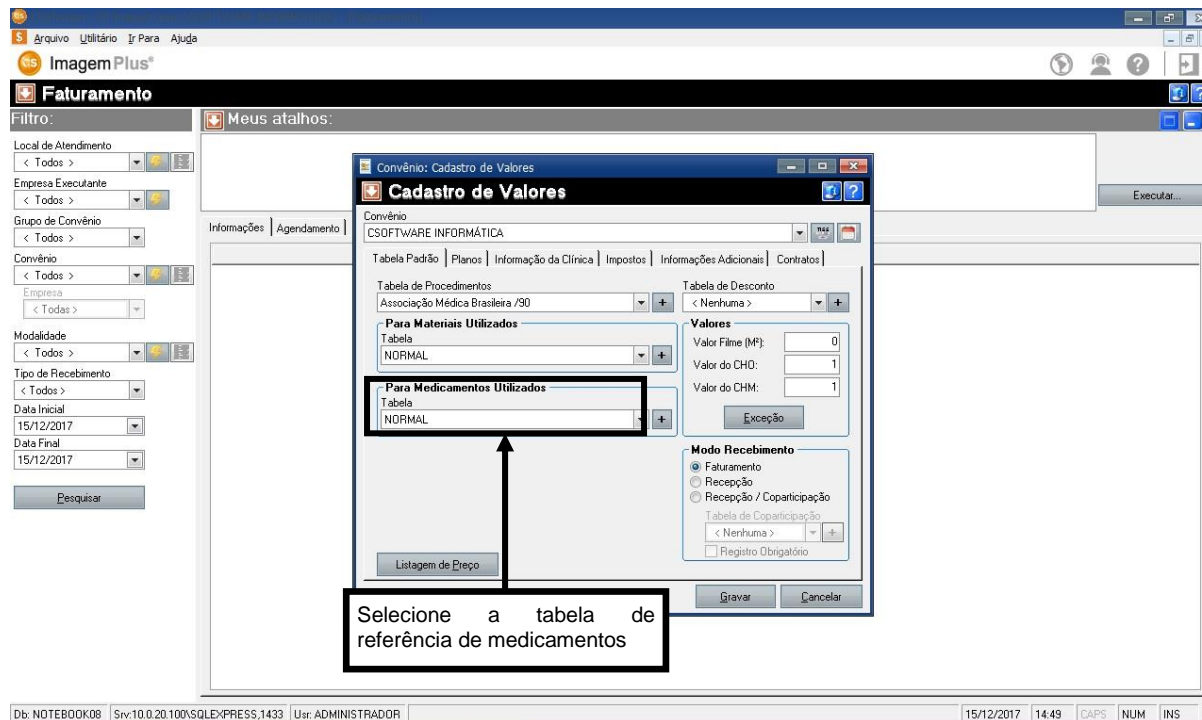 Arquivo Utilitário Ir Para Ajuda
cis ImagemPlus®
Faturamento
Filtro:
Meus atalhos:
Local de Atendimento
< Todos >
Empresa Executante
< Todos >
Grupo de Convênio
< Todos >
Convênio
< Todos >
Empresa
< Todas >
Modalidade
< Todos >
Tipo de Recebimento
< Todos >
Data Inicial
15/12/2017
Data Final
15/12/2017
Pesquisar
Executar...
Informações Agendamento
Convênio: Cadastro de Valores
Cadastro de Valores
Convênio
CSOFTWARE INFORMÁTICA
Tabela Padrão Planos Informação da Clínica Impostos Informações Adicionais Contratos
Tabela de Procedimentos
Associação Médica Brasileira /90
Tabela de Desconto
< Nenhuma >
Para Materiais Utilizados
Tabela
NORMAL
Para Medicamentos Utilizados
Tabela
NORMAL
Valores
Valor Filme (M²): 0
Valor do CHO: 1
Valor do CHM: 1
Exceção
Modo Recebimento
Faturamento
Recepção
Recepção / Coparticipação
Tabela de Coparticipação
< Nenhuma >
Registro Obrigatório
Listagem de Preço
Gravar Cancelar
Selecione a tabela de
referência de medicamentos
Db: NOTEBOOK08 Srv:10.0.20.100\SQLEXPRESS,1433 Usr: ADMINISTRADOR 15/12/2017 14:49 CAPS NUM INS